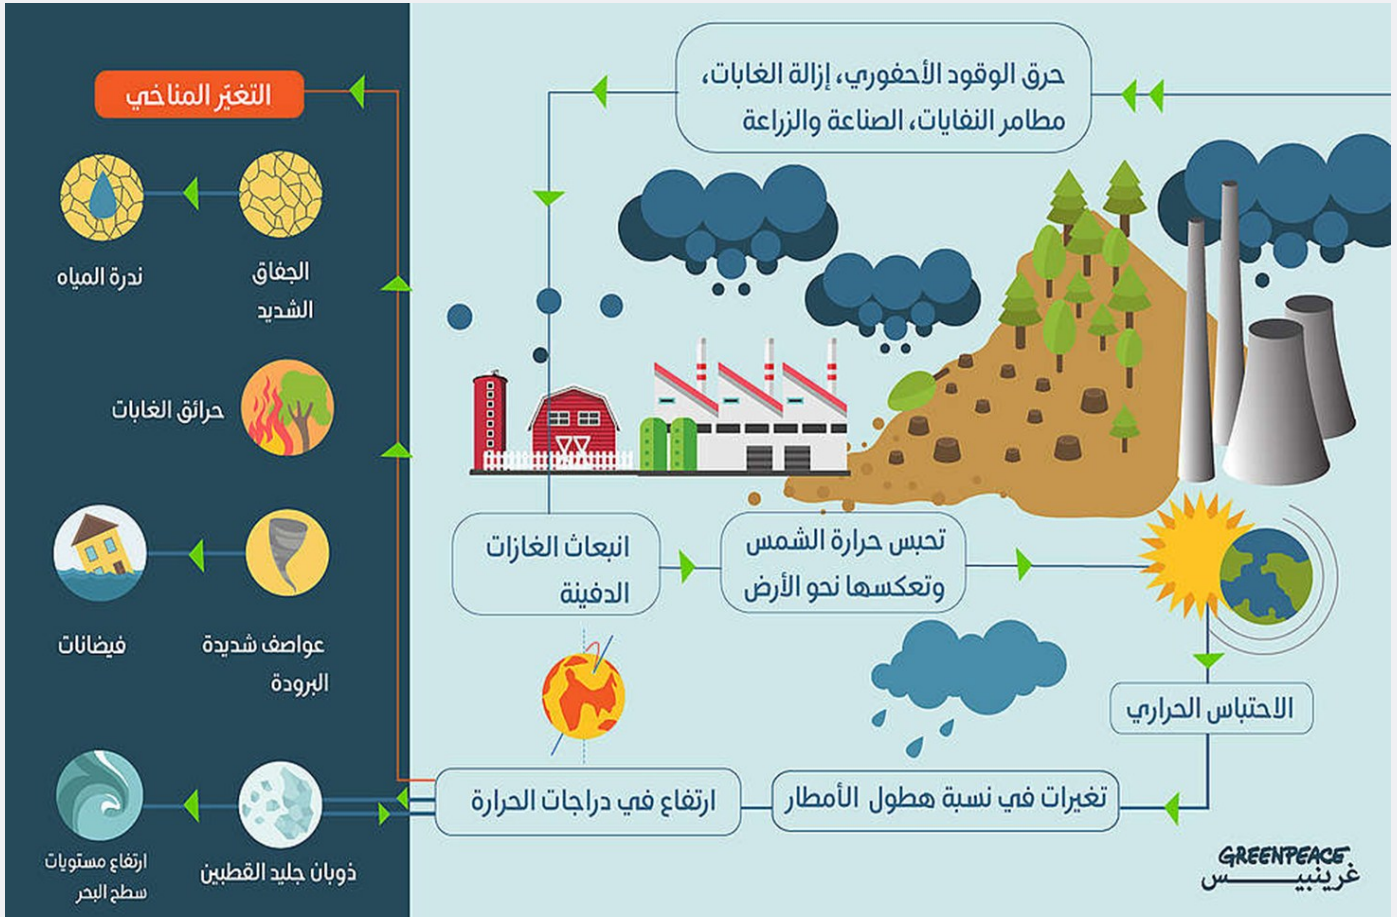 حرق الوقود الأحفوري، إزالة الغابات،
مطامر النفايات، الصناعة والزراعة
انبعاث الغازات
الدفينة
تحبس حرارة الشمس
وتعكسها نحو الأرض
الاحتباس الحراري
تغيرات في نسبة هطول الأمطار
ارتفاع في دراجات الحرارة
التغيّر المناخي
الجفاق
الشديد
ندرة المياه
حرائق الغابات
عواصف شديدة
البرودة
فيضانات
ذوبان جليد القطبين
ارتفاع مستويات
سطح البحر
GREENPEACE
غرينبيس